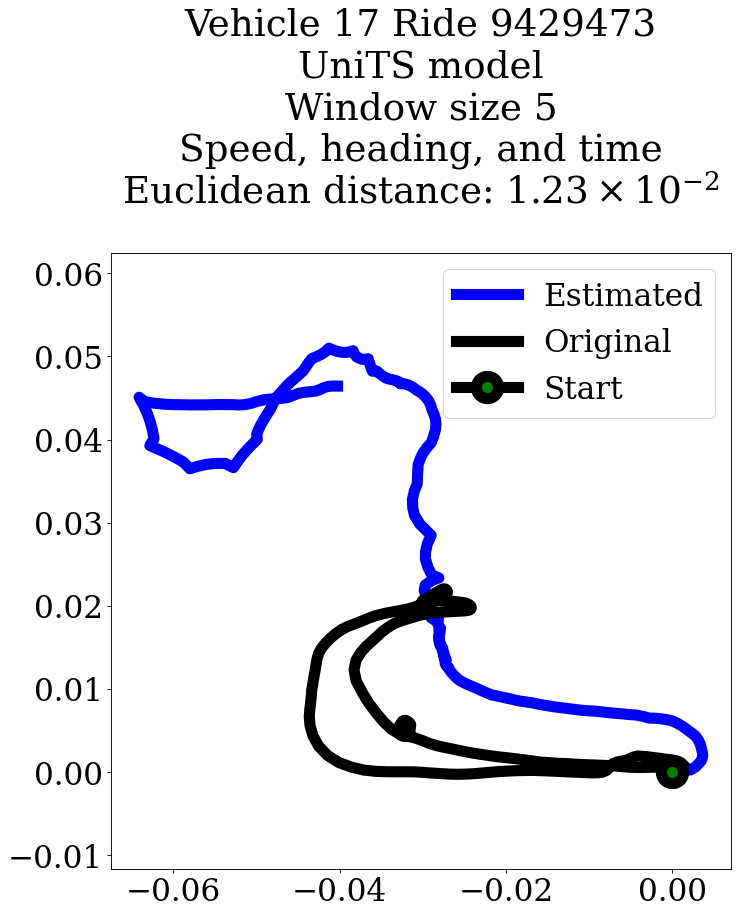 Vehicle 17 Ride 9429473
UniTS model
Window size 5
Speed, heading, and time
Euclidean distance: 1.23 × 10⁻²
Estimated
Original
Start
0.06
0.05
0.04
0.03
0.02
0.01
0.00
−0.01
−0.06 −0.04 −0.02 0.00